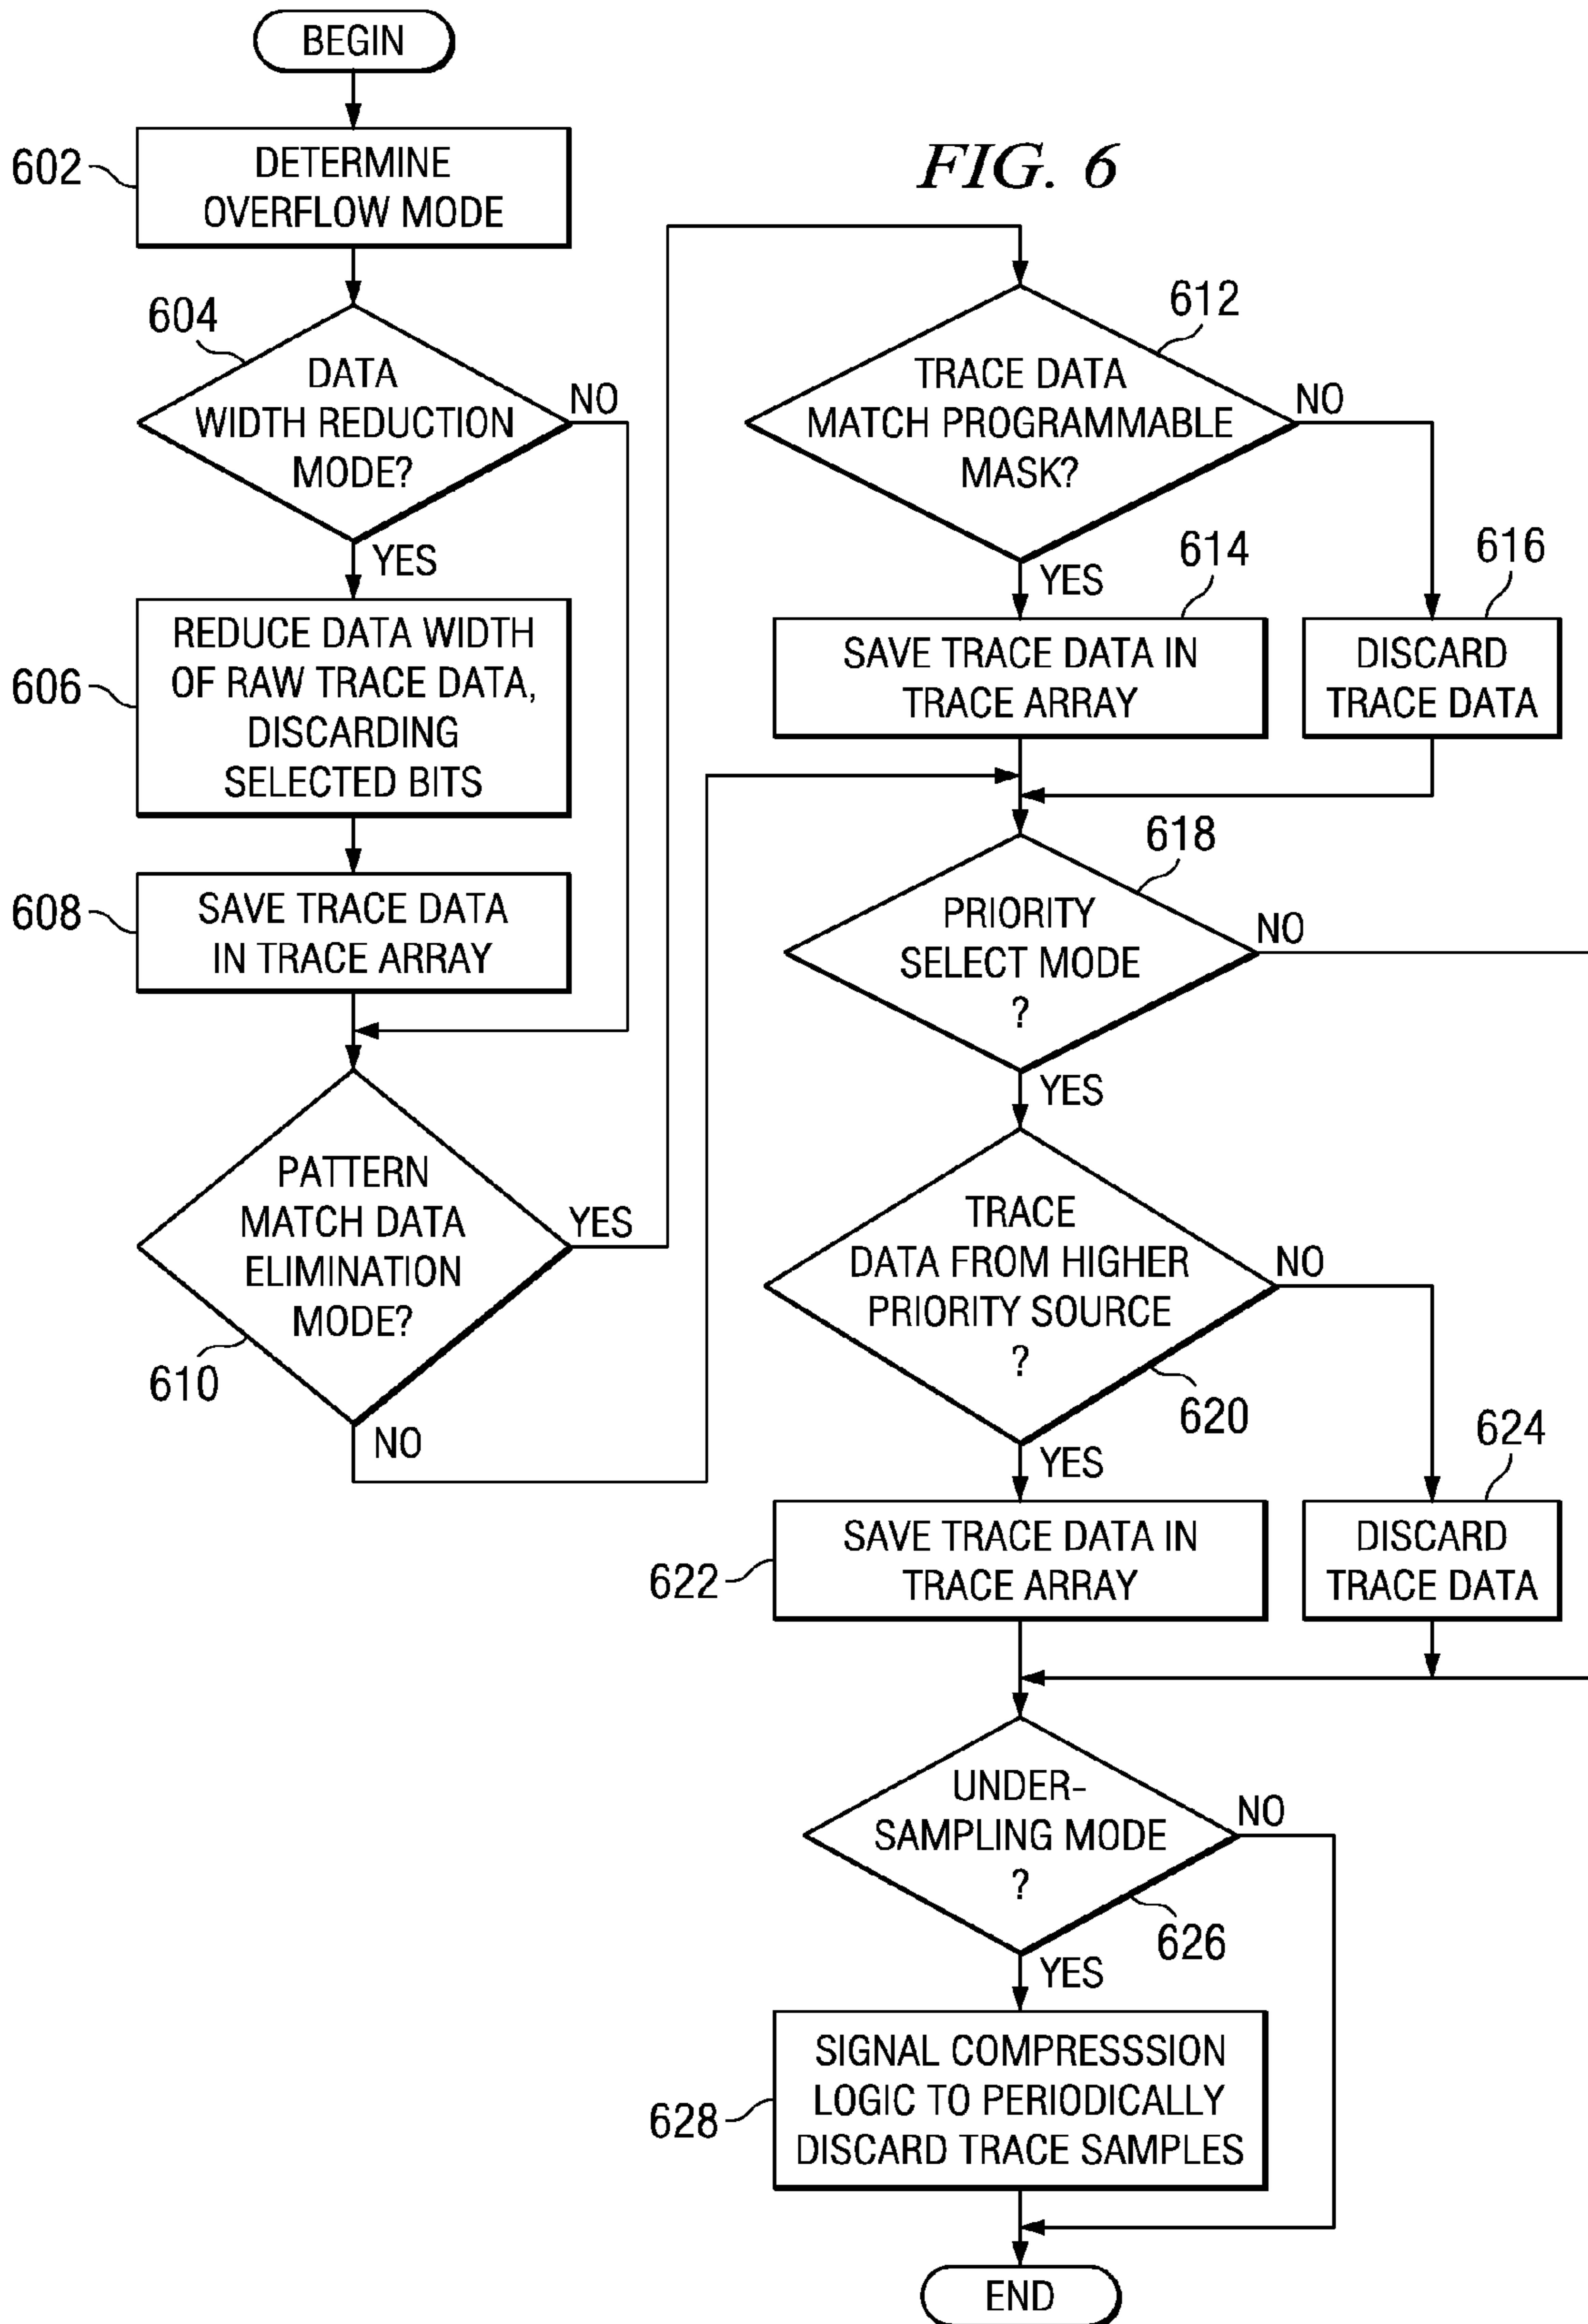 BEGIN
602
DETERMINE
OVERFLOW MODE
604
DATA
WIDTH REDUCTION
MODE?
NO
YES
606
REDUCE DATA WIDTH
OF RAW TRACE DATA,
DISCARDING
SELECTED BITS
608
SAVE TRACE DATA
IN TRACE ARRAY
PATTERN
MATCH DATA
ELIMINATION
MODE?
YES
610
NO
FIG. 6
612
TRACE DATA
MATCH PROGRAMMABLE
MASK?
NO
YES
614
SAVE TRACE DATA IN
TRACE ARRAY
616
DISCARD
TRACE DATA
618
PRIORITY
SELECT MODE
?
NO
YES
TRACE
DATA FROM HIGHER
PRIORITY SOURCE
?
NO
620
YES
622
SAVE TRACE DATA IN
TRACE ARRAY
624
DISCARD
TRACE DATA
UNDER-
SAMPLING MODE
?
NO
626
YES
628
SIGNAL COMPRESSSION
LOGIC TO PERIODICALLY
DISCARD TRACE SAMPLES
END